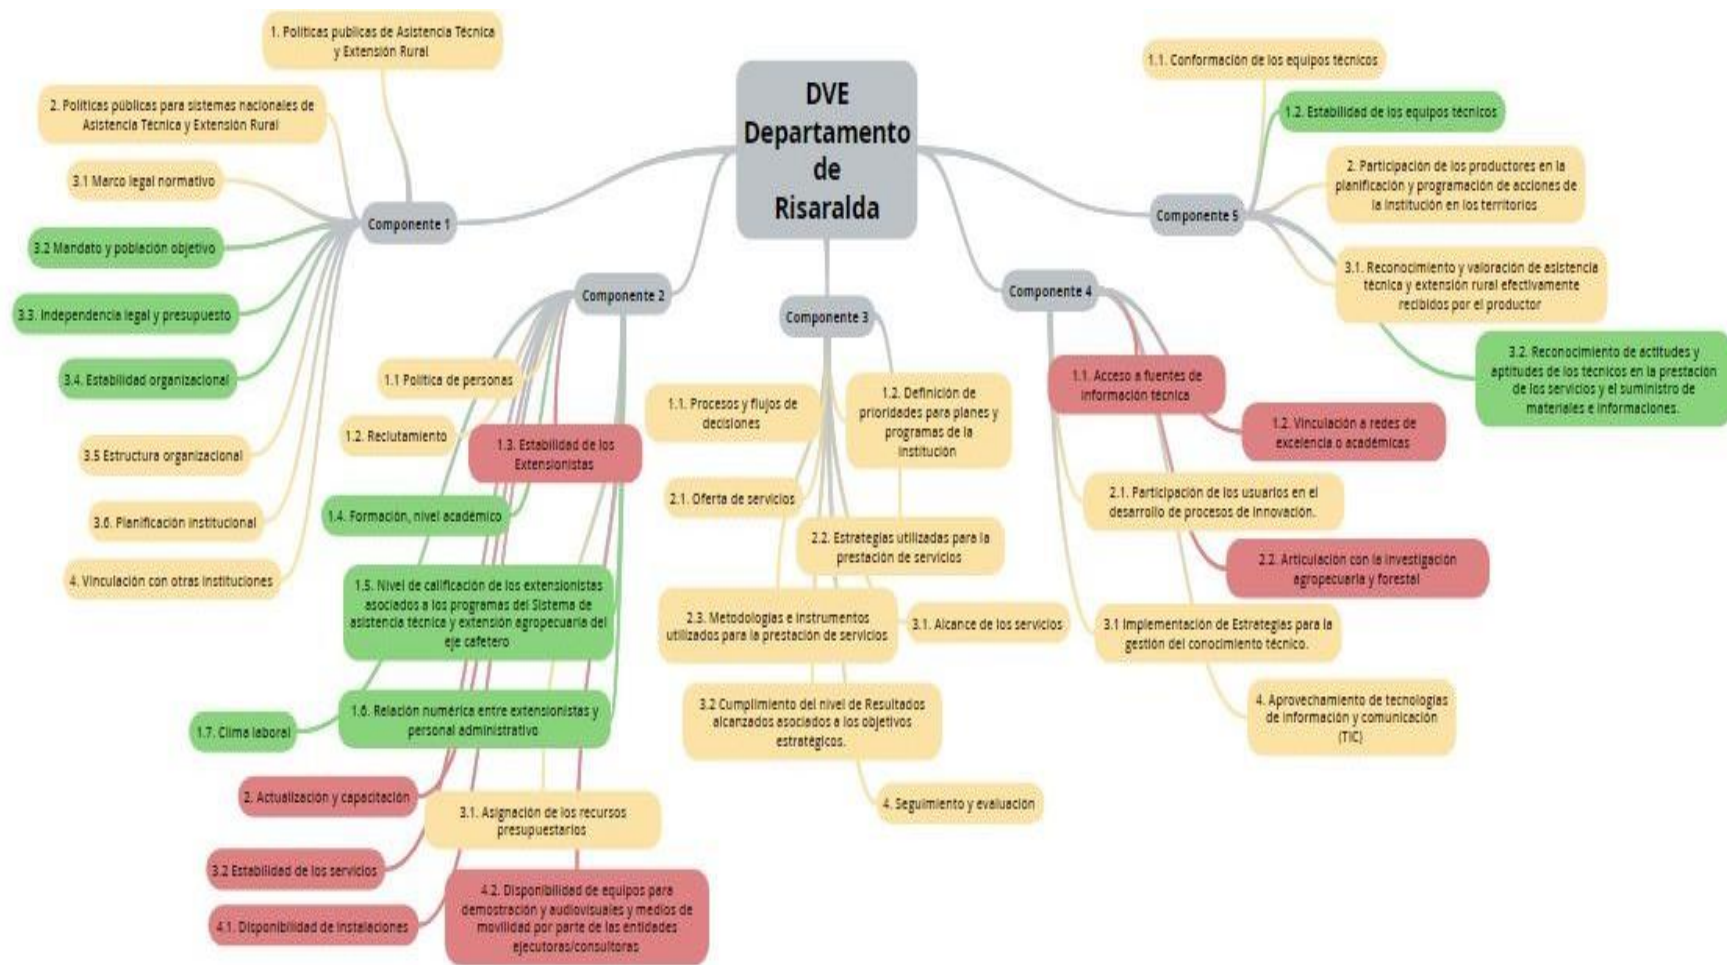 DVE
Departamento
de
Risaralda
Componente 1
1. Políticas publicas de Asistencia Técnica
y Extensión Rural
2. Políticas públicas para sistemas nacionales de
Asistencia Técnica y Extensión Rural
3.1 Marco legal normativo
3.2 Mandato y población objetivo
3.3. Independencia legal y presupuesto
3.4. Estabilidad organizacional
3.5 Estructura organizacional
3.6. Planificación institucional
4. Vinculación con otras instituciones
Componente 2
1.1 Política de personas
1.2. Reclutamiento
1.3. Estabilidad de los
Extensionistas
1.4. Formación, nivel académico
1.5. Nivel de calificación de los extensionistas
asociados a los programas del Sistema de
asistencia técnica y extensión agropecuaria del
eje cafetero
1.6. Relación numérica entre extensionistas y
personal administrativo
1.7. Clima laboral
2. Actualización y capacitación
3.1. Asignación de los recursos
presupuestarios
3.2 Estabilidad de los servicios
4.1. Disponibilidad de instalaciones
4.2. Disponibilidad de equipos para
demostración y audiovisuales y medios de
movilidad por parte de las entidades
ejecutoras/consultoras
Componente 3
1.1. Procesos y flujos de
decisiones
1.2. Definición de
prioridades para planes y
programas de la
institución
2.1. Oferta de servicios
2.2. Estrategias utilizadas para la
prestación de servicios
2.3. Metodologías e instrumentos
utilizados para la prestación de servicios
3.1. Alcance de los servicios
3.2 Cumplimiento del nivel de Resultados
alcanzados asociados a los objetivos
estratégicos.
4. Seguimiento y evaluación
Componente 4
1.1. Acceso a fuentes de
información técnica
1.2. Vinculación a redes de
excelencia o académicas
2.1. Participación de los usuarios en el
desarrollo de procesos de innovación.
2.2. Articulación con la investigación
agropecuaria y forestal
3.1 Implementación de Estrategias para la
gestión del conocimiento técnico.
4. Aprovechamiento de tecnologías
de información y comunicación
(TIC)
Componente 5
1.1. Conformación de los equipos técnicos
1.2. Estabilidad de los equipos técnicos
2. Participación de los productores en la
planificación y programación de acciones de
la institución en los territorios
3.1. Reconocimiento y valoración de asistencia
técnica y extensión rural efectivamente
recibidos por el productor
3.2. Reconocimiento de actitudes y
aptitudes de los técnicos en la prestación
de los servicios y el suministro de
materiales e informaciones.